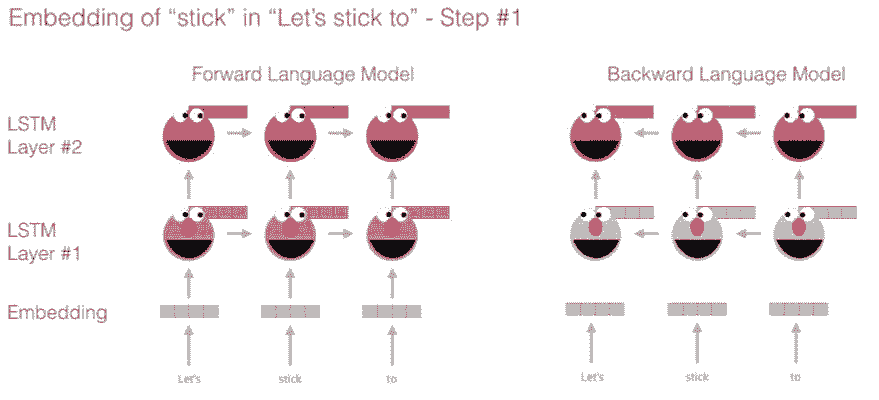 Embedding of “stick” in “Let’s stick to” - Step #1
Forward Language Model
Backward Language Model
LSTM
Layer #2
LSTM
Layer #1
Embedding
Let's
stick
to
Let's
stick
to